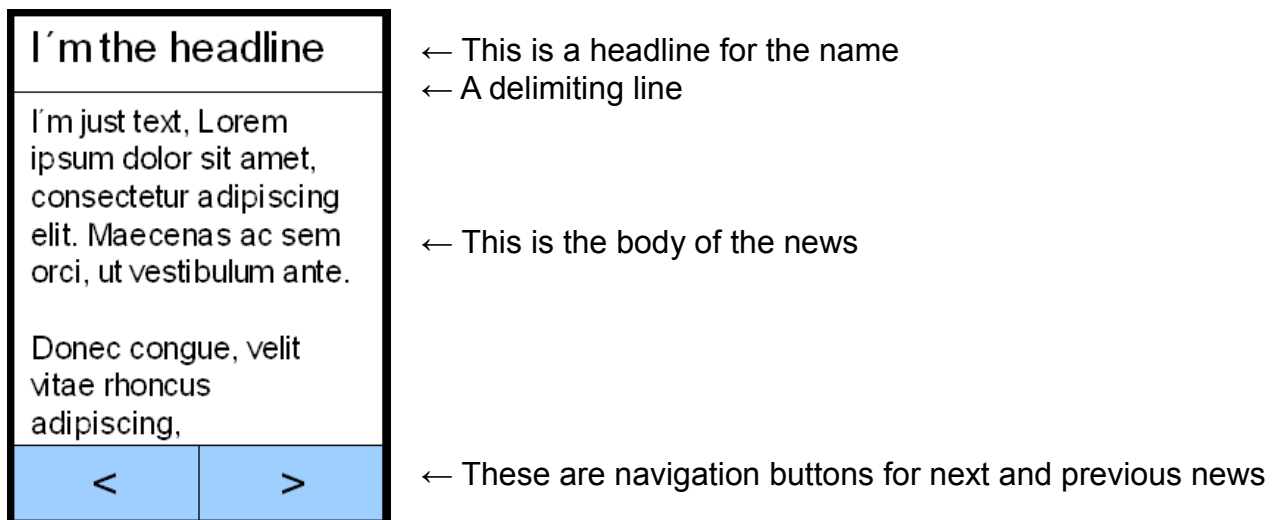 I´m the headline
← This is a headline for the name
← A delimiting line
I´m just text, Lorem
ipsum dolor sit amet,
consectetur adipiscing
elit. Maecenas ac sem
orci, ut vestibulum ante.
← This is the body of the news
Donec congue, velit
vitae rhoncus
adipiscing,
< >
← These are navigation buttons for next and previous news